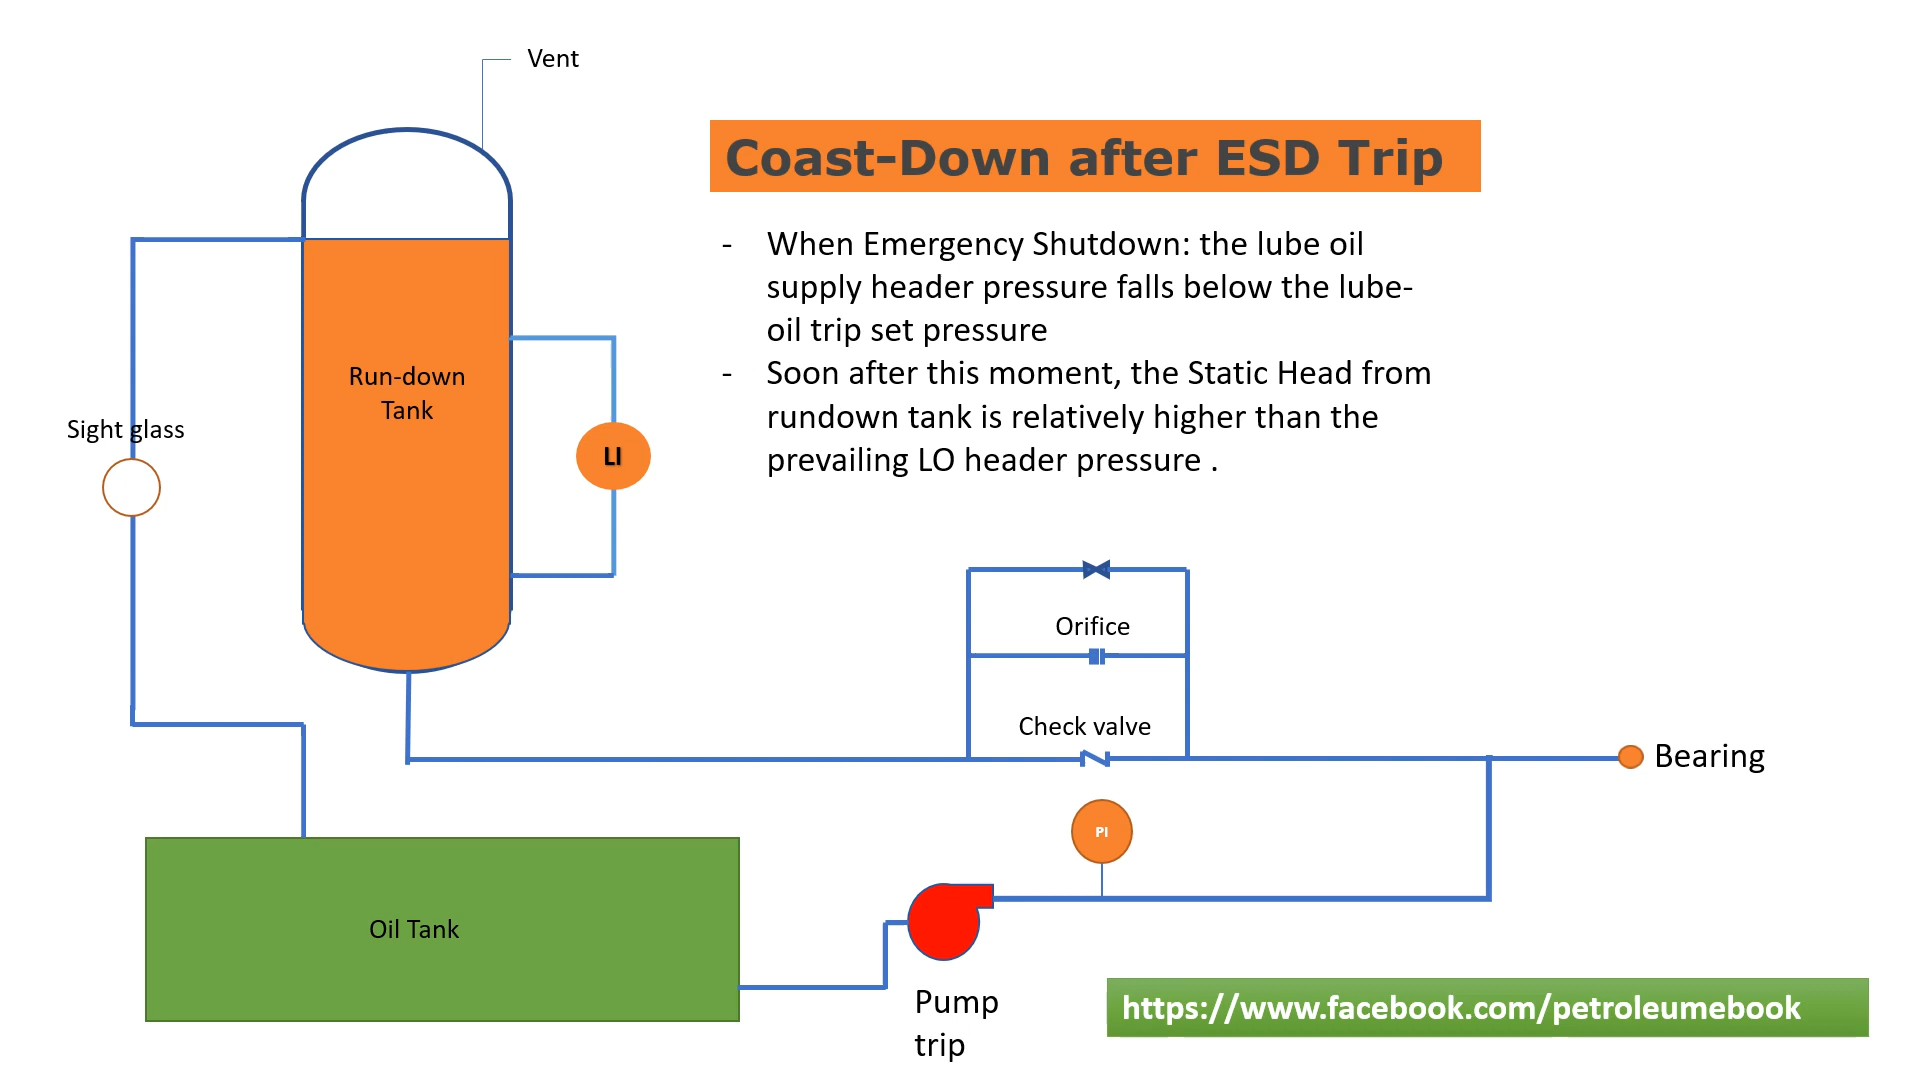 Vent
Coast-Down after ESD Trip
- When Emergency Shutdown: the lube oil
supply header pressure falls below the lube-
oil trip set pressure
- Soon after this moment, the Static Head from
rundown tank is relatively higher than the
prevailing LO header pressure .
Run-down
Tank
Sight glass
LI
Orifice
Check valve
Bearing
PI
Oil Tank
Pump
trip
https://www.facebook.com/petroleumebook